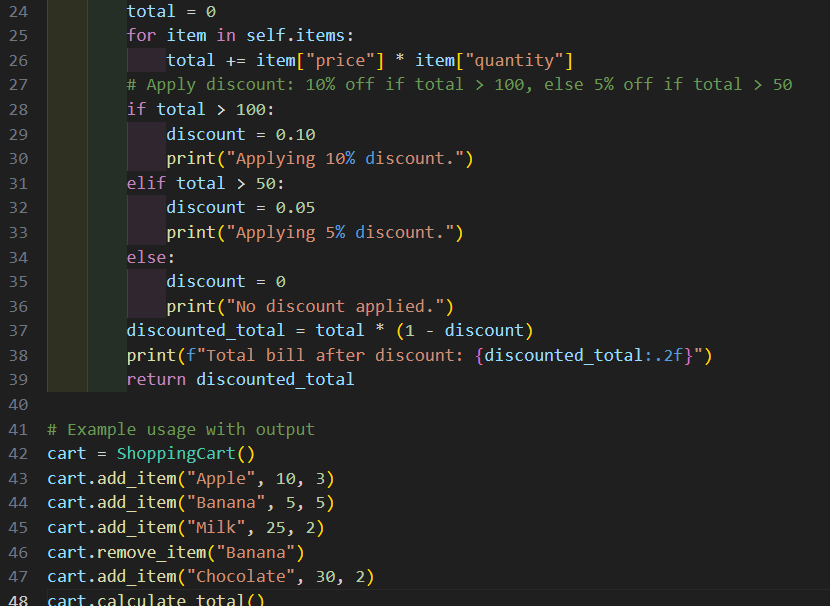 24 total = 0
25 for item in self.items:
26 total += item["price"] * item["quantity"]
27 # Apply discount: 10% off if total > 100, else 5% off if total > 50
28 if total > 100:
29 discount = 0.10
30 print("Applying 10% discount.")
31 elif total > 50:
32 discount = 0.05
33 print("Applying 5% discount.")
34 else:
35 discount = 0
36 print("No discount applied.")
37 discounted_total = total * (1 - discount)
38 print(f"Total bill after discount: {discounted_total:.2f}")
39 return discounted_total
40
41 # Example usage with output
42 cart = ShoppingCart()
43 cart.add_item("Apple", 10, 3)
44 cart.add_item("Banana", 5, 5)
45 cart.add_item("Milk", 25, 2)
46 cart.remove_item("Banana")
47 cart.add_item("Chocolate", 30, 2)
48 cart.calculate_total()